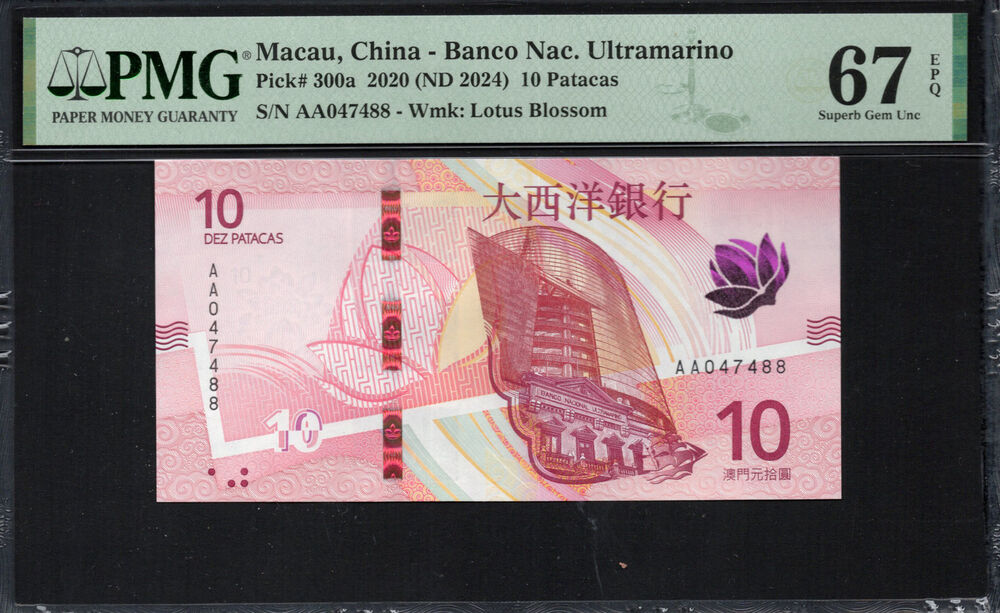 PMG®
PAPER MONEY GUARANTY
Macau, China - Banco Nac. Ultramarino
Pick# 300a 2020 (ND 2024) 10 Patacas
S/N AA047488 - Wmk: Lotus Blossom
67
EPQ
Superb Gem Unc
10
DEZ PATACAS
大西洋銀行
AA047488
AA047488
BANCO NACIONAL ULTRAMARINO
10
10
澳門元拾圓